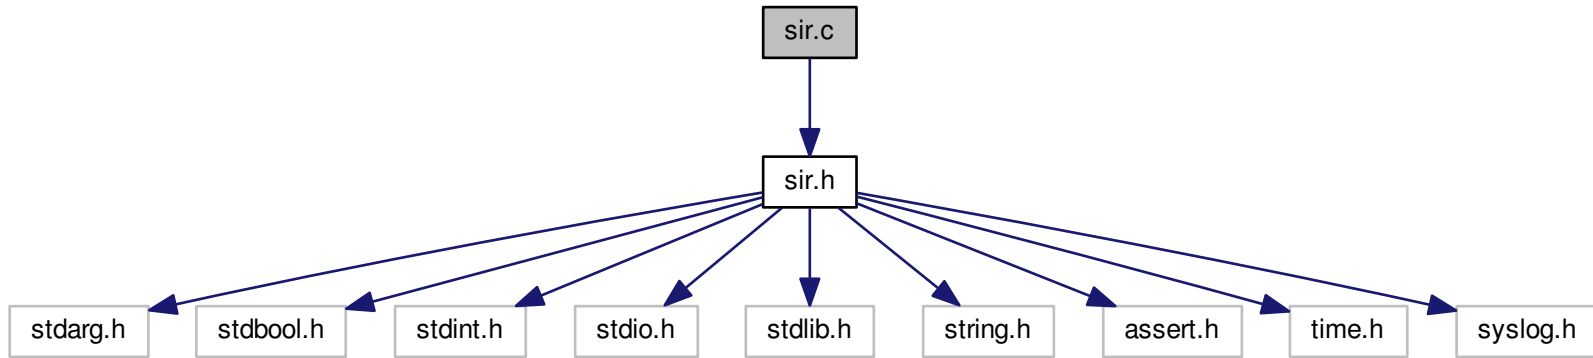 sir.c
sir.h
stdarg.h
stdbool.h
stdint.h
stdio.h
stdlib.h
string.h
assert.h
time.h
syslog.h